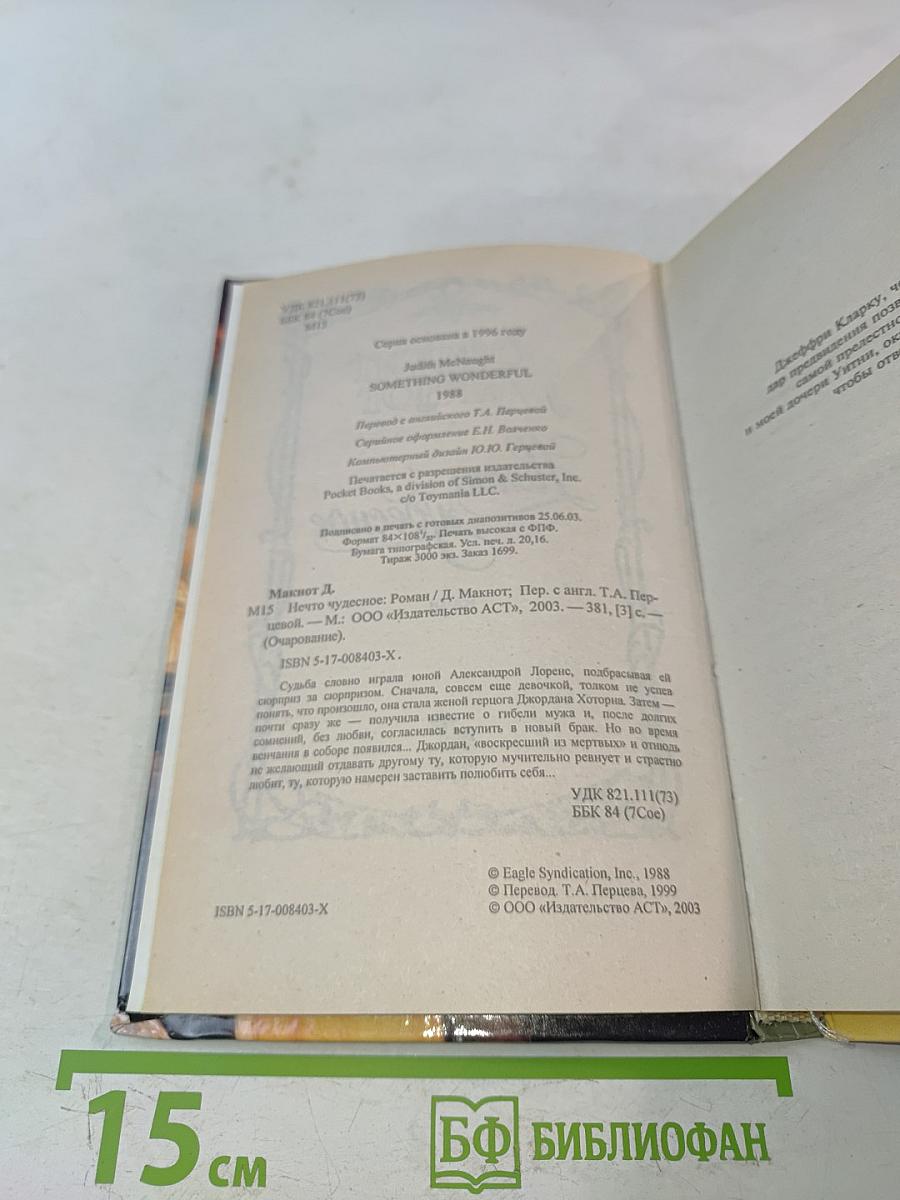 УДК 821.111(73)
ББК 84 (7Сое)
М15
Серия основана в 1996 году
Judith McNaught
SOMETHING WONDERFUL
1988
Перевод с английского Т.А. Перцевой
Серийное оформление Е.Н. Волченко
Компьютерный дизайн Ю.Ю. Герцевой
Печатается с разрешения издательства
Pocket Books, a division of Simon & Schuster, Inc.
c/o Toymania LLC.
Подписано в печать с готовых диапозитивов 25.06.03.
Формат 84×108¹/₃₂. Печать высокая с ФПФ.
Бумага типографская. Усл. печ. л. 20,16.
Тираж 3000 экз. Заказ 1699.
Макнот Д.
М15 Нечто чудесное: Роман / Д. Макнот; Пер. с англ. Т.А. Пер-
цевой. — М.: ООО «Издательство АСТ», 2003. — 381, [3] с. —
(Очарование).
ISBN 5-17-008403-X.
Судьба словно играла юной Александрой Лоренс, подбрасывая ей
сюрприз за сюрпризом. Сначала, совсем еще девочкой, толком не успев
понять, что произошло, она стала женой герцога Джордана Хоторна. Затем —
почти сразу же — получила известие о гибели мужа и, после долгих
сомнений, без любви, согласилась вступить в новый брак. Но во время
венчания в соборе появился... Джордан, «воскресший из мертвых» и отнюдь
не желающий отдавать другому ту, которую мучительно ревнует и страстно
любит, ту, которую намерен заставить полюбить себя...
УДК 821.111(73)
ББК 84 (7Сое)
© Eagle Syndication, Inc., 1988
© Перевод. Т.А. Перцева, 1999
ISBN 5-17-008403-X
© ООО «Издательство АСТ», 2003
Джеффри Кларку, ч
дар предвидения позв
самой прелестно
и моей дочери Уитни, ок
чтобы отве
15 см
БФ БИБЛИОФАН